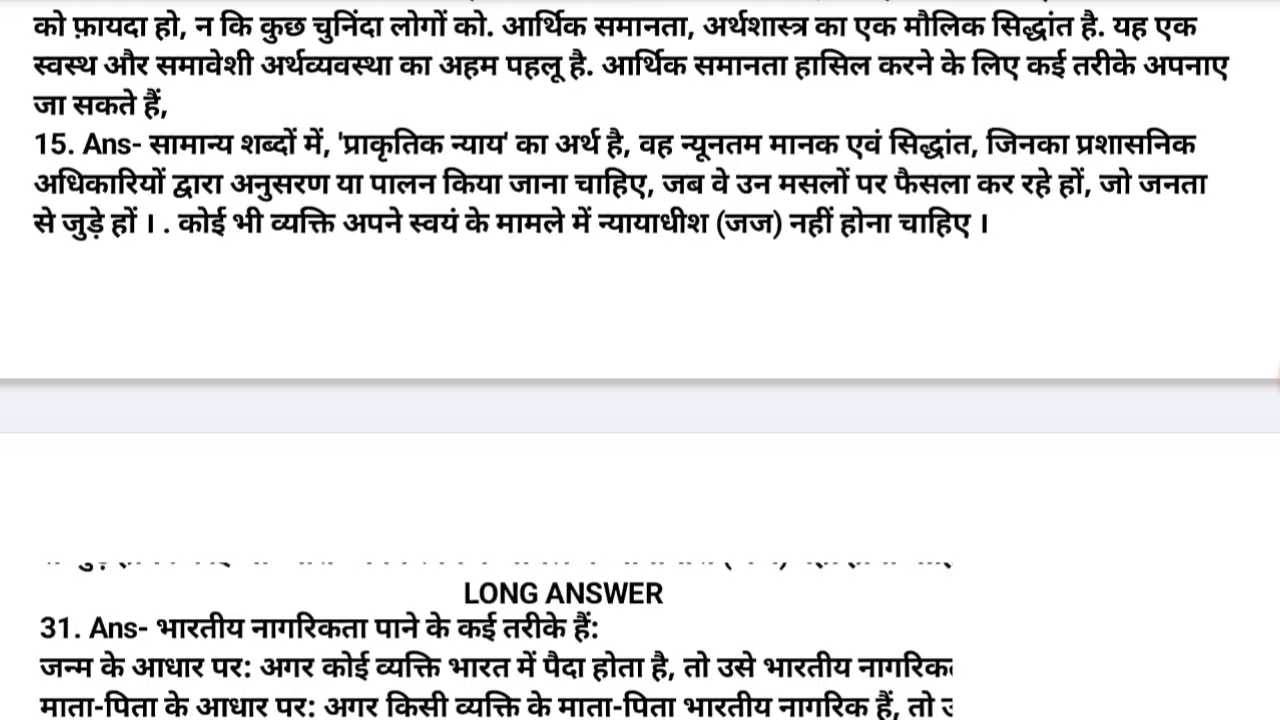 को फ़ायदा हो, न कि कुछ चुनिंदा लोगों को. आर्थिक समानता, अर्थशास्त्र का एक मौलिक सिद्धांत है. यह एक
स्वस्थ और समावेशी अर्थव्यवस्था का अहम पहलू है. आर्थिक समानता हासिल करने के लिए कई तरीके अपनाए
जा सकते हैं,
15. Ans- सामान्य शब्दों में, 'प्राकृतिक न्याय' का अर्थ है, वह न्यूनतम मानक एवं सिद्धांत, जिनका प्रशासनिक
अधिकारियों द्वारा अनुसरण या पालन किया जाना चाहिए, जब वे उन मसलों पर फैसला कर रहे हों, जो जनता
से जुड़े हों । . कोई भी व्यक्ति अपने स्वयं के मामले में न्यायाधीश (जज) नहीं होना चाहिए ।
LONG ANSWER
31. Ans- भारतीय नागरिकता पाने के कई तरीके हैं:
जन्म के आधार पर: अगर कोई व्यक्ति भारत में पैदा होता है, तो उसे भारतीय
माता-पिता के आधार पर: अगर किसी व्यक्ति के माता-पिता भारतीय नागरिक हैं, तो